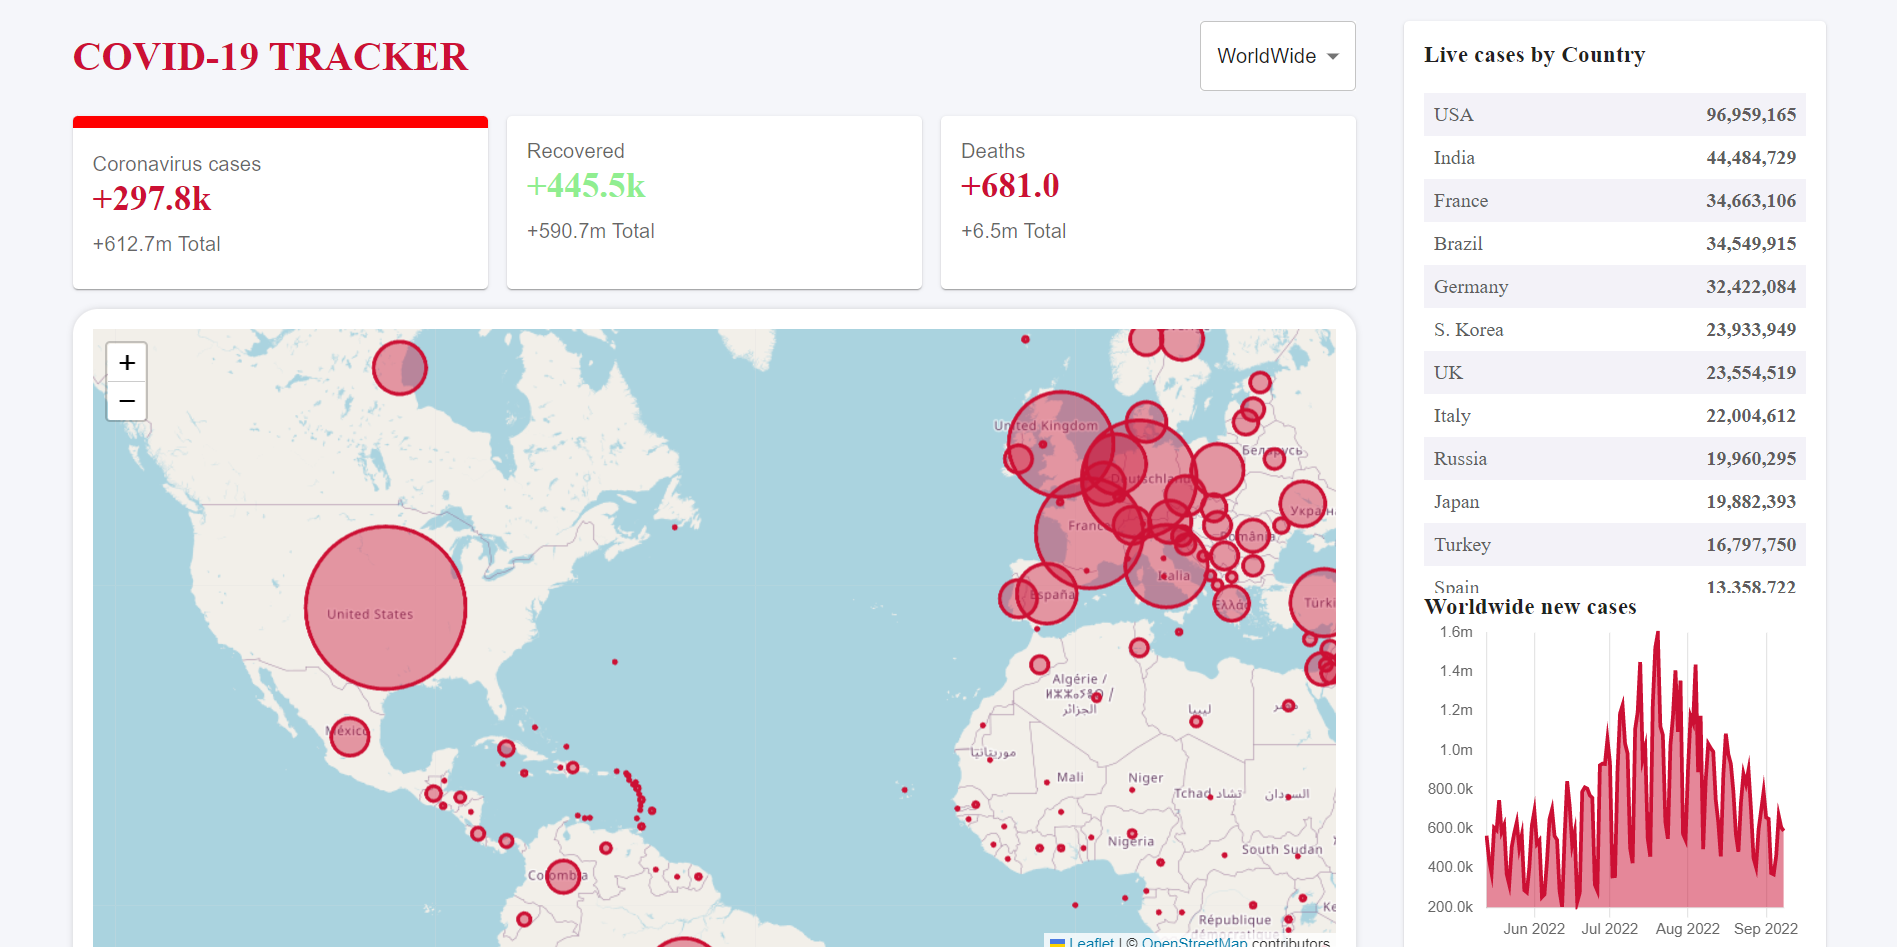 COVID-19 TRACKER
WorldWide
Coronavirus cases
+297.8k
+612.7m Total
Recovered
+445.5k
+590.7m Total
Deaths
+681.0
+6.5m Total
+
−
United Kingdom
Беларусь
Deutschland
Україна
France
România
Italia
España
Ελλάς
Türki
United States
México
Algérie /
ⵍⵣⵣⴰⵢⴻⵔ /
الجزائر
ليبيا
مصر
موريتانيا
Mali
Niger
Tchad تشاد
السودان
Nigeria
South Sudan
Colombia
République
démocratique
Ke
Leaflet | © OpenStreetMap contributors
Live cases by Country
USA 96,959,165
India 44,484,729
France 34,663,106
Brazil 34,549,915
Germany 32,422,084
S. Korea 23,933,949
UK 23,554,519
Italy 22,004,612
Russia 19,960,295
Japan 19,882,393
Turkey 16,797,750
Spain 13,358,722
Worldwide new cases
1.6m
1.4m
1.2m
1.0m
800.0k
600.0k
400.0k
200.0k
Jun 2022 Jul 2022 Aug 2022 Sep 2022